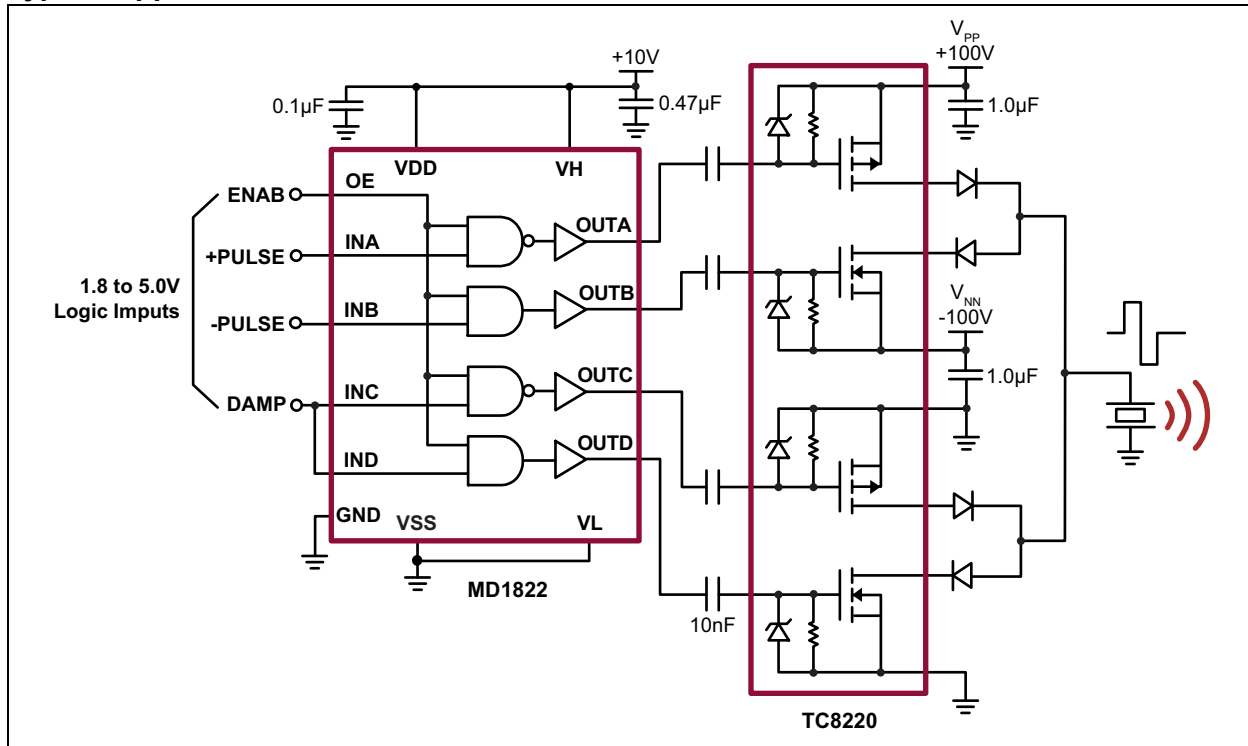 +10V
0.1µF
0.47µF
V_PP
+100V
1.0µF
VDD
VH
ENAB
OE
+PULSE
INA
OUTA
1.8 to 5.0V
Logic Imputs
-PULSE
INB
OUTB
V_NN
-100V
1.0µF
DAMP
INC
OUTC
IND
OUTD
GND
VSS
VL
MD1822
10nF
TC8220